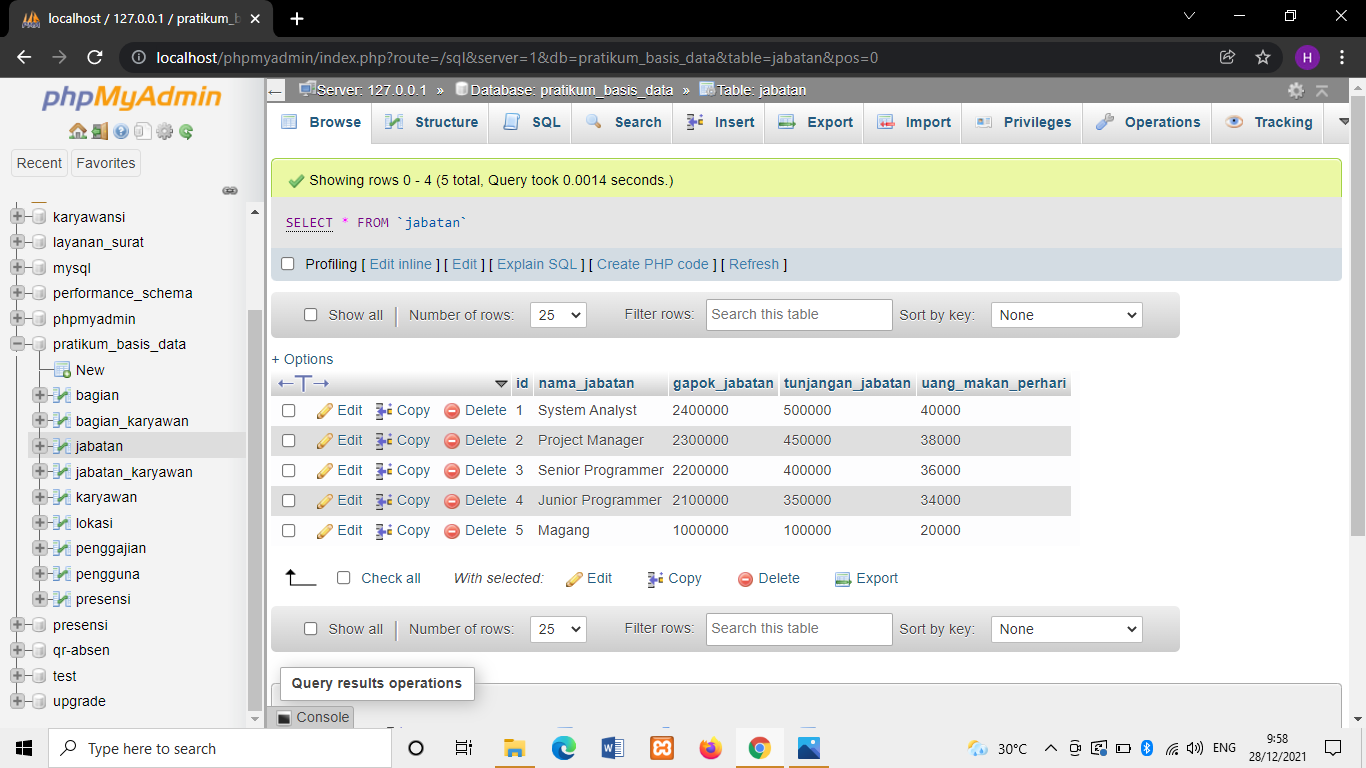 localhost / 127.0.0.1 / pratikum_b
localhost/phpmyadmin/index.php?route=/sql&server=1&db=pratikum_basis_data&table=jabatan&pos=0
H
phpMyAdmin
Recent Favorites
karyawansi
layanan_surat
mysql
performance_schema
phpmyadmin
pratikum_basis_data
New
bagian
bagian_karyawan
jabatan
jabatan_karyawan
karyawan
lokasi
penggajian
pengguna
presensi
presensi
qr-absen
test
upgrade
Server: 127.0.0.1 » Database: pratikum_basis_data » Table: jabatan
Browse Structure SQL Search Insert Export Import Privileges Operations Tracking
Showing rows 0 - 4 (5 total, Query took 0.0014 seconds.)
SELECT * FROM `jabatan`
Profiling [ Edit inline ] [ Edit ] [ Explain SQL ] [ Create PHP code ] [ Refresh ]
Show all Number of rows: 25 Filter rows: Search this table Sort by key: None
+ Options
id nama_jabatan gapok_jabatan tunjangan_jabatan uang_makan_perhari
Edit Copy Delete 1 System Analyst 2400000 500000 40000
Edit Copy Delete 2 Project Manager 2300000 450000 38000
Edit Copy Delete 3 Senior Programmer 2200000 400000 36000
Edit Copy Delete 4 Junior Programmer 2100000 350000 34000
Edit Copy Delete 5 Magang 1000000 100000 20000
Check all With selected: Edit Copy Delete Export
Show all Number of rows: 25 Filter rows: Search this table Sort by key: None
Query results operations
Console
Type here to search
30°C
ENG
9:58
28/12/2021